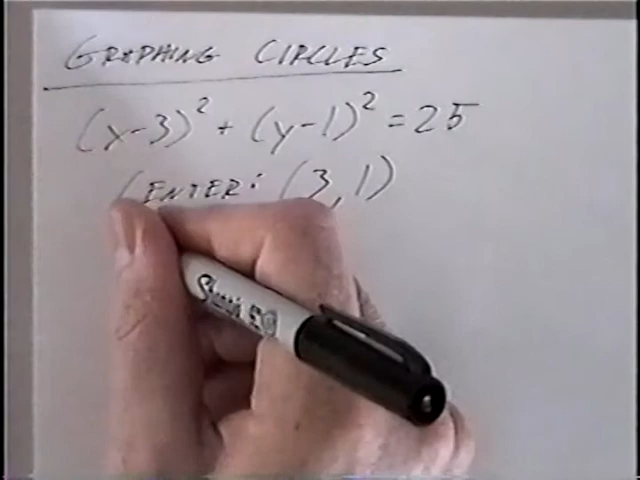 GRAPHING CIRCLES
(x-3)² + (y-1)² = 25
CENTER: (3,1)